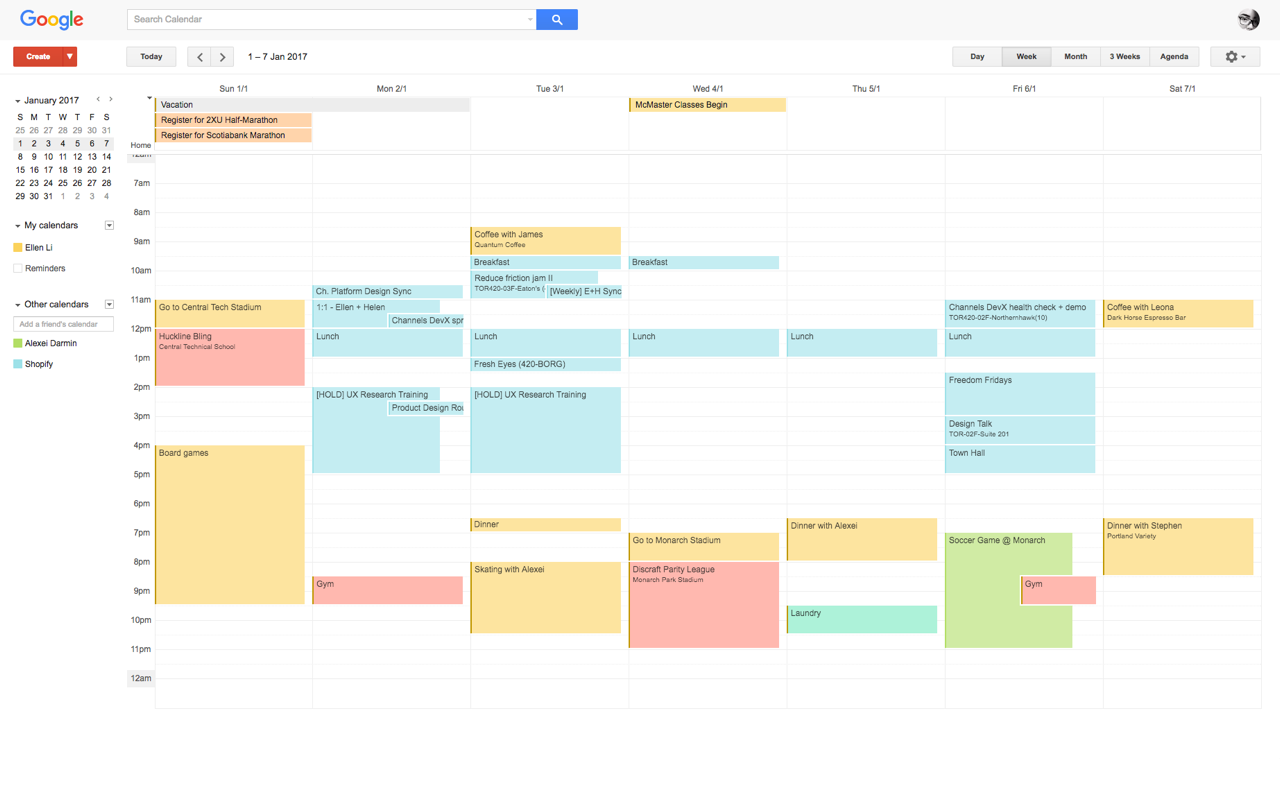 Google
Search Calendar
Create
Today
1 – 7 Jan 2017
Day
Week
Month
3 Weeks
Agenda
January 2017
S M T W T F S
25 26 27 28 29 30 31
1 2 3 4 5 6 7
8 9 10 11 12 13 14
15 16 17 18 19 20 21
22 23 24 25 26 27 28
29 30 31 1 2 3 4
My calendars
Ellen Li
Reminders
Other calendars
Add a friend's calendar
Alexei Darmin
Shopify
Sun 1/1
Mon 2/1
Tue 3/1
Wed 4/1
Thu 5/1
Fri 6/1
Sat 7/1
Vacation
McMaster Classes Begin
Register for 2XU Half-Marathon
Register for Scotiabank Marathon
Home
12am
7am
8am
9am
10am
11am
12pm
1pm
2pm
3pm
4pm
5pm
6pm
7pm
8pm
9pm
10pm
11pm
12am
Go to Central Tech Stadium
Huckline Bling
Central Technical School
Board games
Ch. Platform Design Sync
1:1 - Ellen + Helen
Channels DevX spr
Lunch
[HOLD] UX Research Training
Product Design Rou
Gym
Coffee with James
Quantum Coffee
Breakfast
Reduce friction jam II
TOR420-03F-Eaton's (
[Weekly] E+H Sync
Lunch
Fresh Eyes (420-BORG)
[HOLD] UX Research Training
Dinner
Skating with Alexei
Breakfast
Lunch
Go to Monarch Stadium
Discraft Parity League
Monarch Park Stadium
Lunch
Dinner with Alexei
Laundry
Channels DevX health check + demo
TOR420-02F-Northernhawk(10)
Lunch
Freedom Fridays
Design Talk
TOR-02F-Suite 201
Town Hall
Soccer Game @ Monarch
Gym
Coffee with Leona
Dark Horse Espresso Bar
Dinner with Stephen
Portland Variety